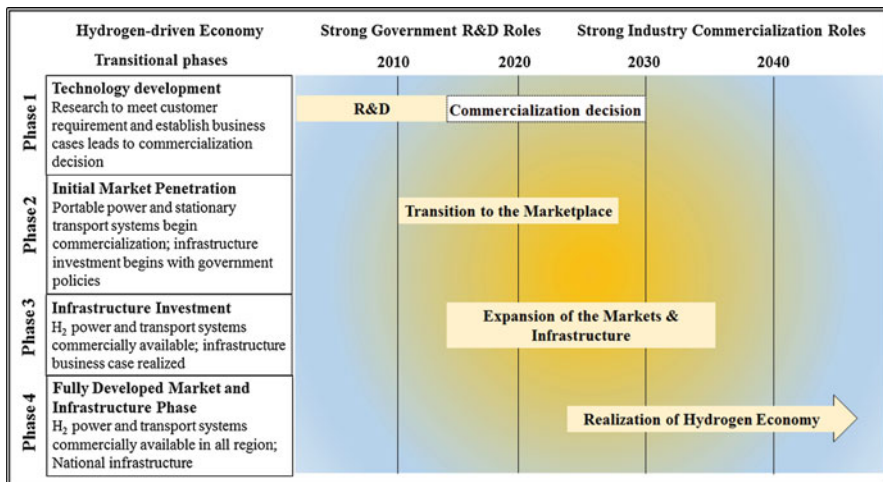 Hydrogen-driven Economy
Strong Government R&D Roles
Strong Industry Commercialization Roles
Transitional phases
2010
2020
2030
2040
Phase 1
Technology development
Research to meet customer
requirement and establish business
cases leads to commercialization
decision
R&D
Commercialization decision
Phase 2
Initial Market Penetration
Portable power and stationary
transport systems begin
commercialization; infrastructure
investment begins with government
policies
Transition to the Marketplace
Phase 3
Infrastructure Investment
H₂ power and transport systems
commercially available; infrastructure
business case realized
Expansion of the Markets &
Infrastructure
Phase 4
Fully Developed Market and
Infrastructure Phase
H₂ power and transport systems
commercially available in all region;
National infrastructure
Realization of Hydrogen Economy